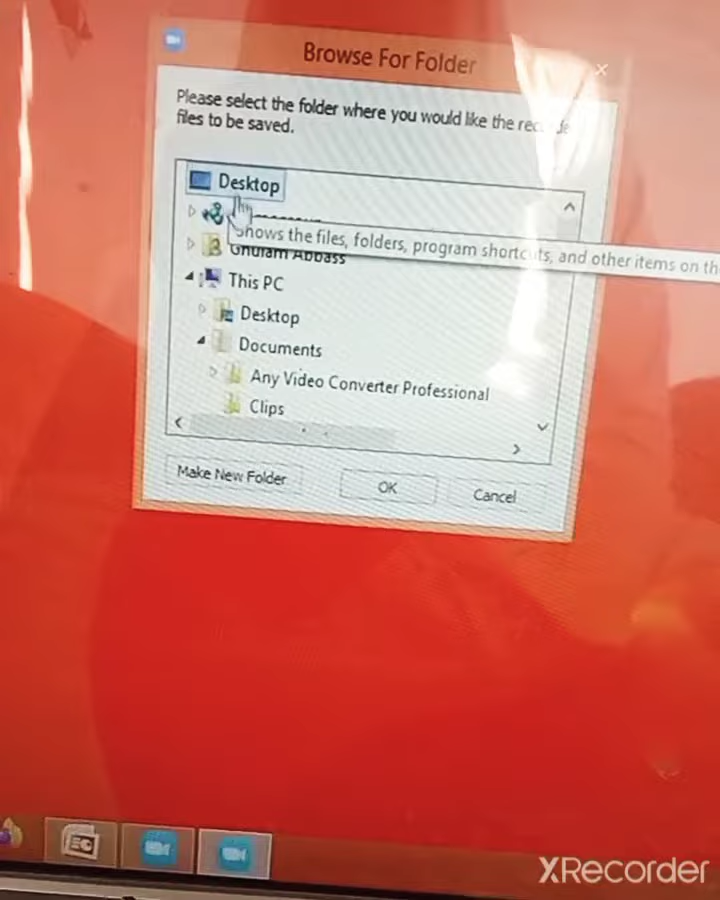 Browse For Folder
Please select the folder where you would like the
files to be saved.
Desktop
Shows the files, folders, program shortcuts, and other items on the
Ghulam Abbass
This PC
Desktop
Documents
Any Video Converter Professional
Clips
Make New Folder
OK
Cancel
XRecorder